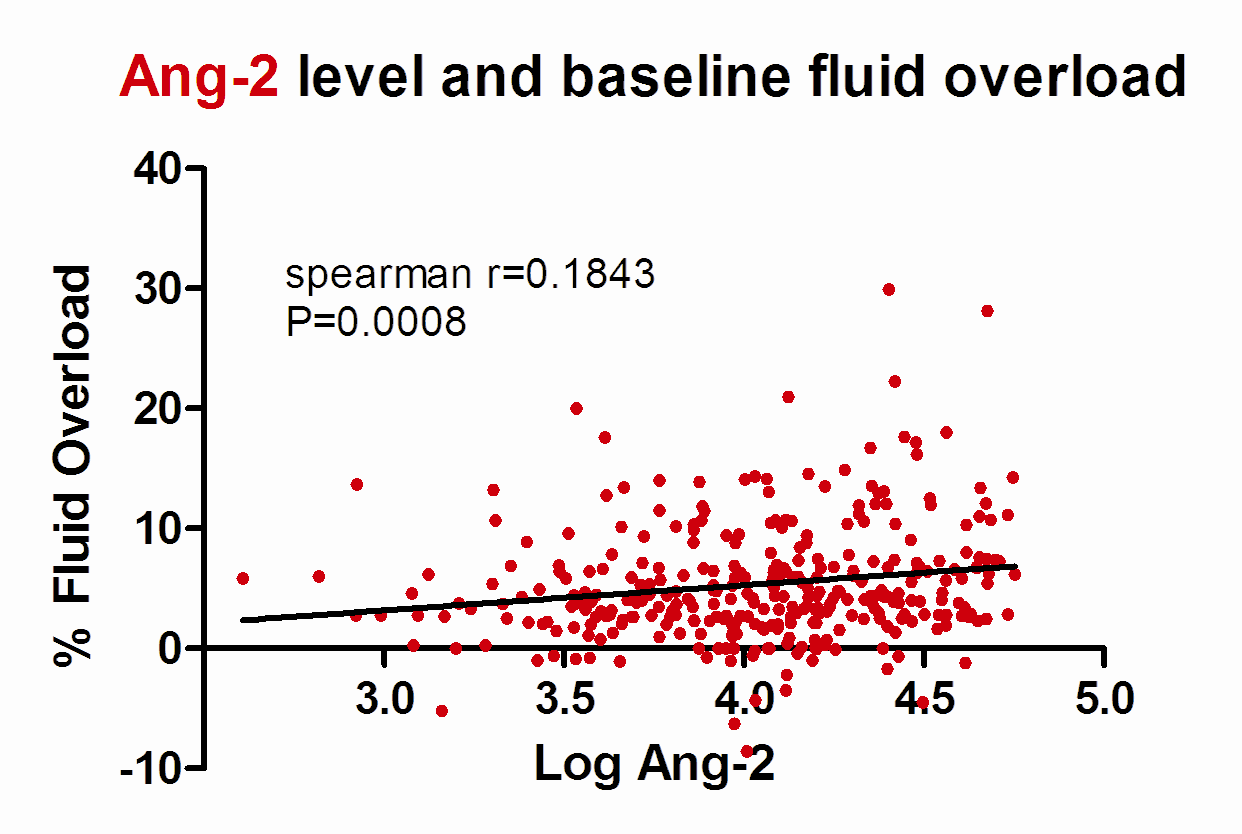 Ang-2 level and baseline fluid overload
40
spearman r=0.1843
30
P=0.0008
% Fluid Overload
20
10
0
3.0 3.5 4.0 4.5 5.0
-10
Log Ang-2